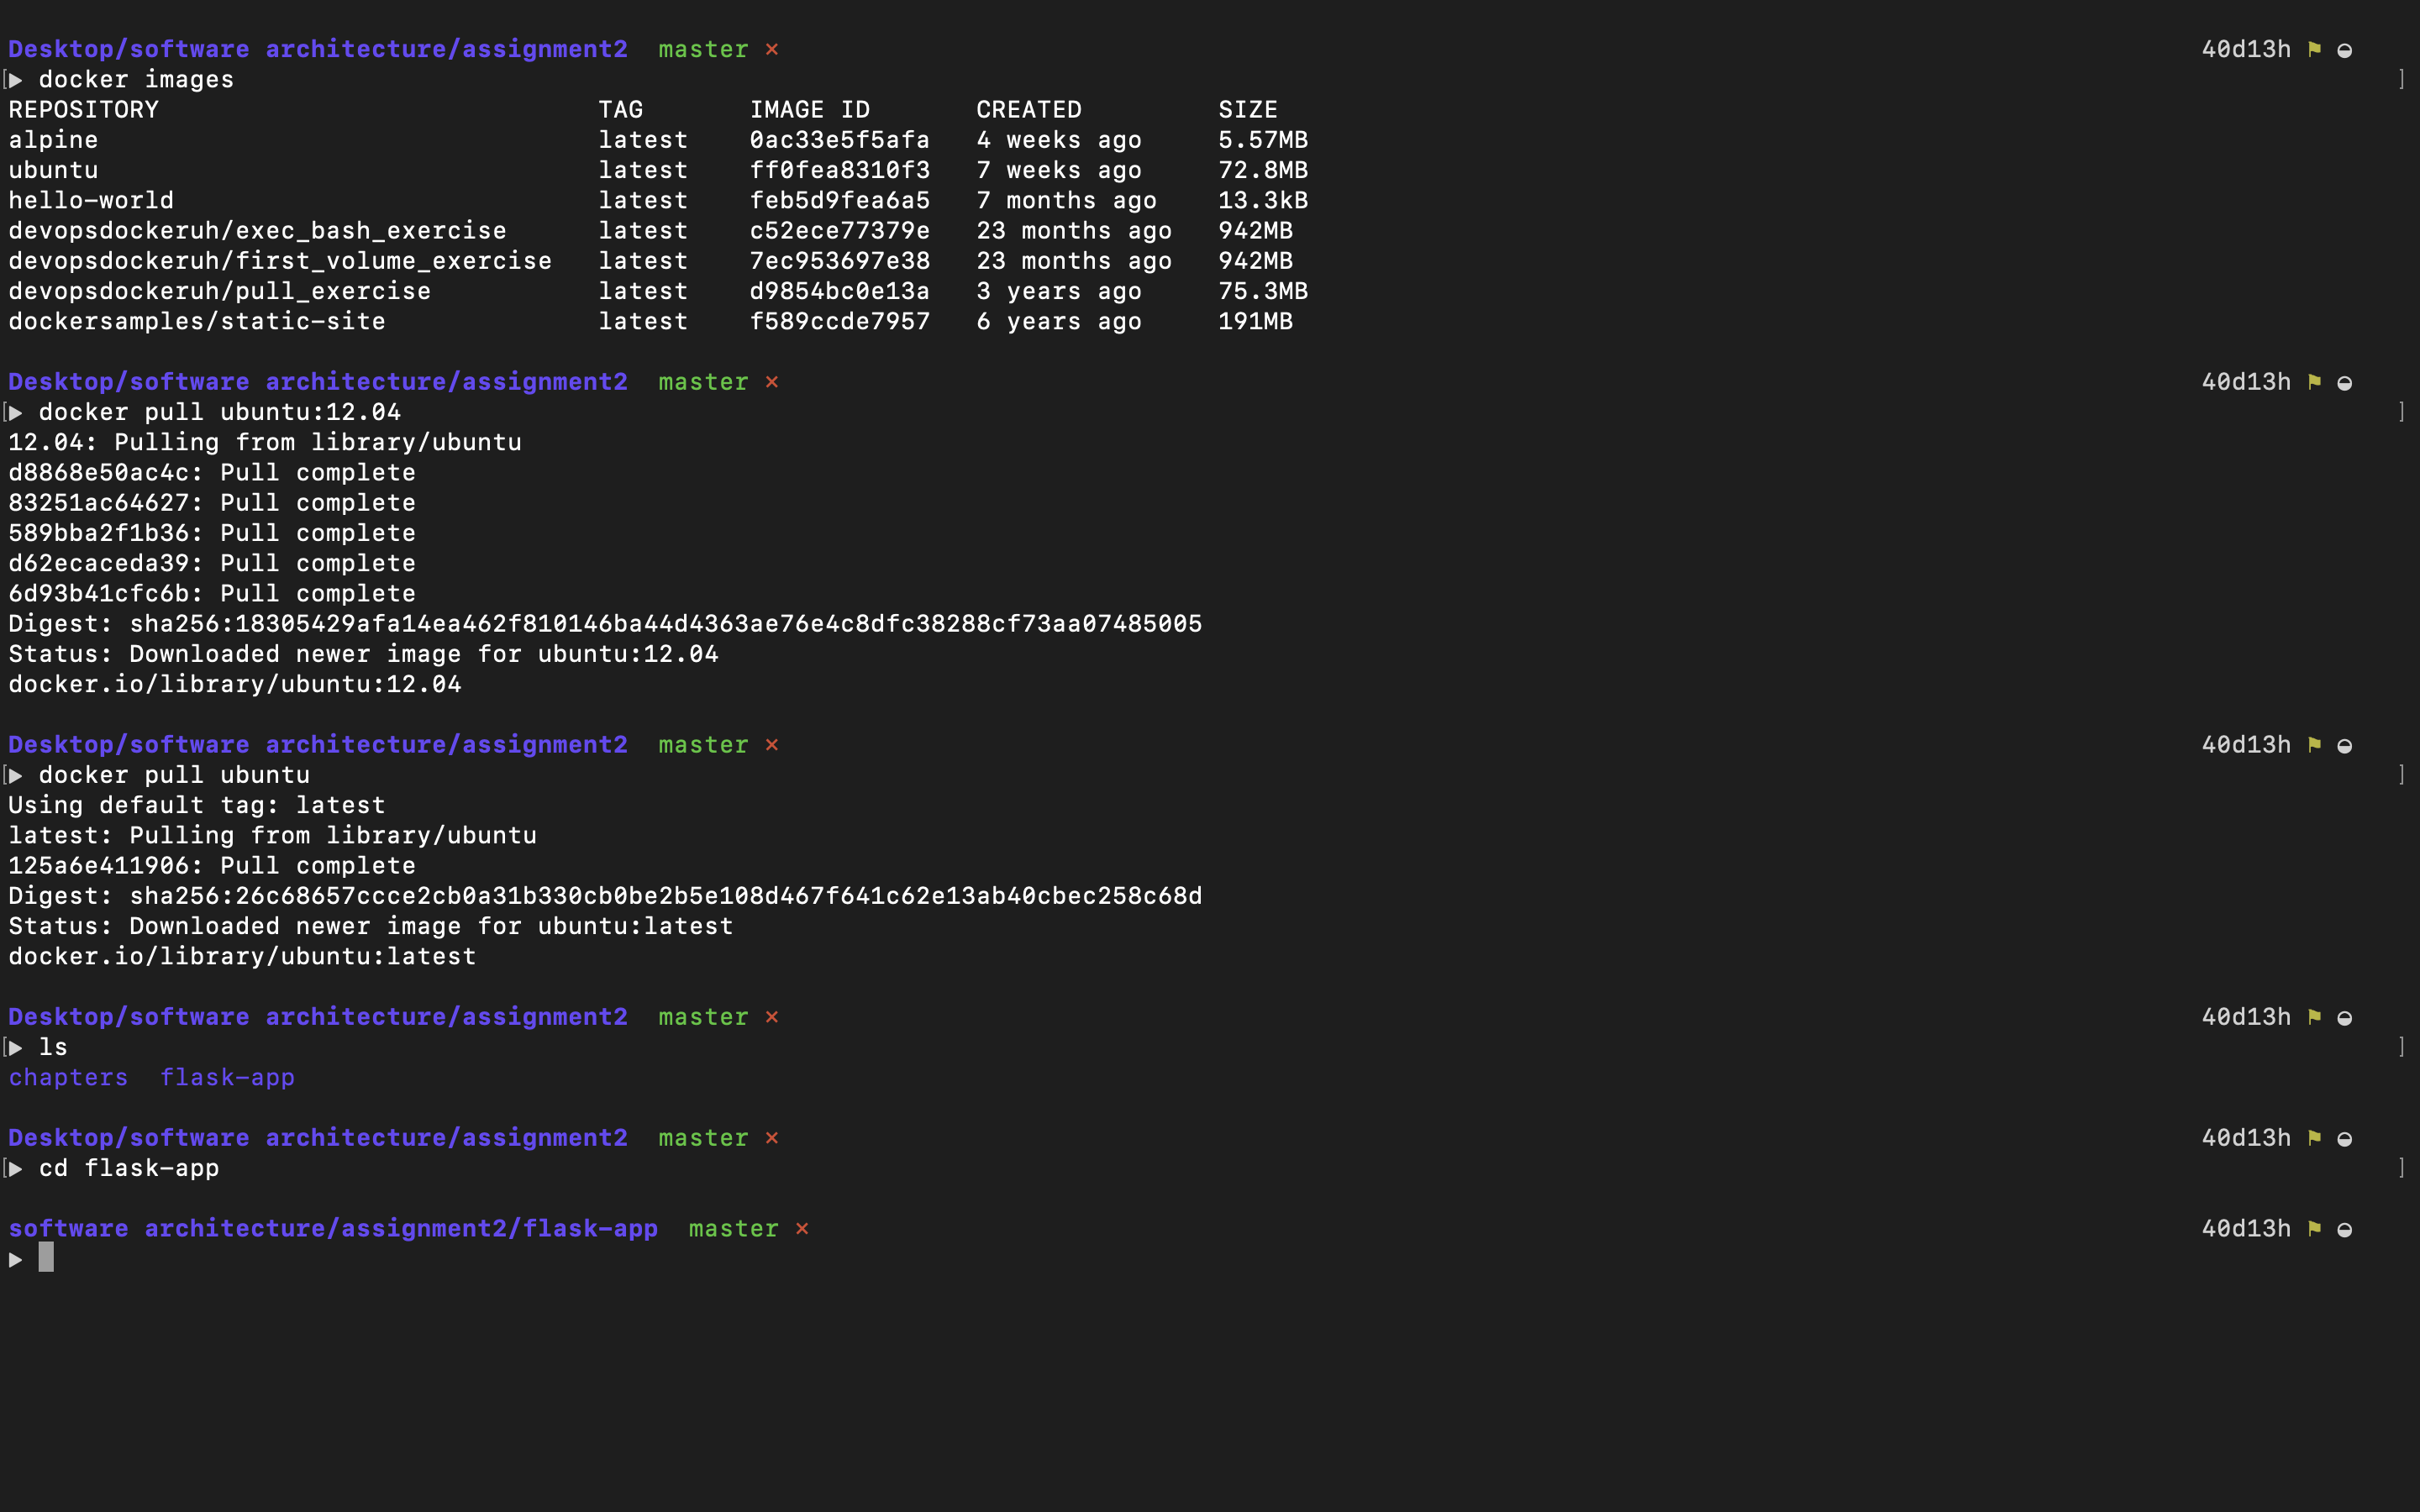 Desktop/software architecture/assignment2  master ×  40d13h ⚑ ◒
[▶ docker images ]
REPOSITORY                             TAG       IMAGE ID       CREATED         SIZE
alpine                                 latest    0ac33e5f5afa   4 weeks ago     5.57MB
ubuntu                                 latest    ff0fea8310f3   7 weeks ago     72.8MB
hello-world                            latest    feb5d9fea6a5   7 months ago    13.3kB
devopsdockeruh/exec_bash_exercise      latest    c52ece77379e   23 months ago   942MB
devopsdockeruh/first_volume_exercise   latest    7ec953697e38   23 months ago   942MB
devopsdockeruh/pull_exercise           latest    d9854bc0e13a   3 years ago     75.3MB
dockersamples/static-site              latest    f589ccde7957   6 years ago     191MB
Desktop/software architecture/assignment2  master ×  40d13h ⚑ ◒
[▶ docker pull ubuntu:12.04 ]
12.04: Pulling from library/ubuntu
d8868e50ac4c: Pull complete
83251ac64627: Pull complete
589bba2f1b36: Pull complete
d62ecaceda39: Pull complete
6d93b41cfc6b: Pull complete
Digest: sha256:18305429afa14ea462f810146ba44d4363ae76e4c8dfc38288cf73aa07485005
Status: Downloaded newer image for ubuntu:12.04
docker.io/library/ubuntu:12.04
Desktop/software architecture/assignment2  master ×  40d13h ⚑ ◒
[▶ docker pull ubuntu ]
Using default tag: latest
latest: Pulling from library/ubuntu
125a6e411906: Pull complete
Digest: sha256:26c68657ccce2cb0a31b330cb0be2b5e108d467f641c62e13ab40cbec258c68d
Status: Downloaded newer image for ubuntu:latest
docker.io/library/ubuntu:latest
Desktop/software architecture/assignment2  master ×  40d13h ⚑ ◒
[▶ ls ]
chapters  flask-app
Desktop/software architecture/assignment2  master ×  40d13h ⚑ ◒
[▶ cd flask-app ]
software architecture/assignment2/flask-app  master ×  40d13h ⚑ ◒
▶